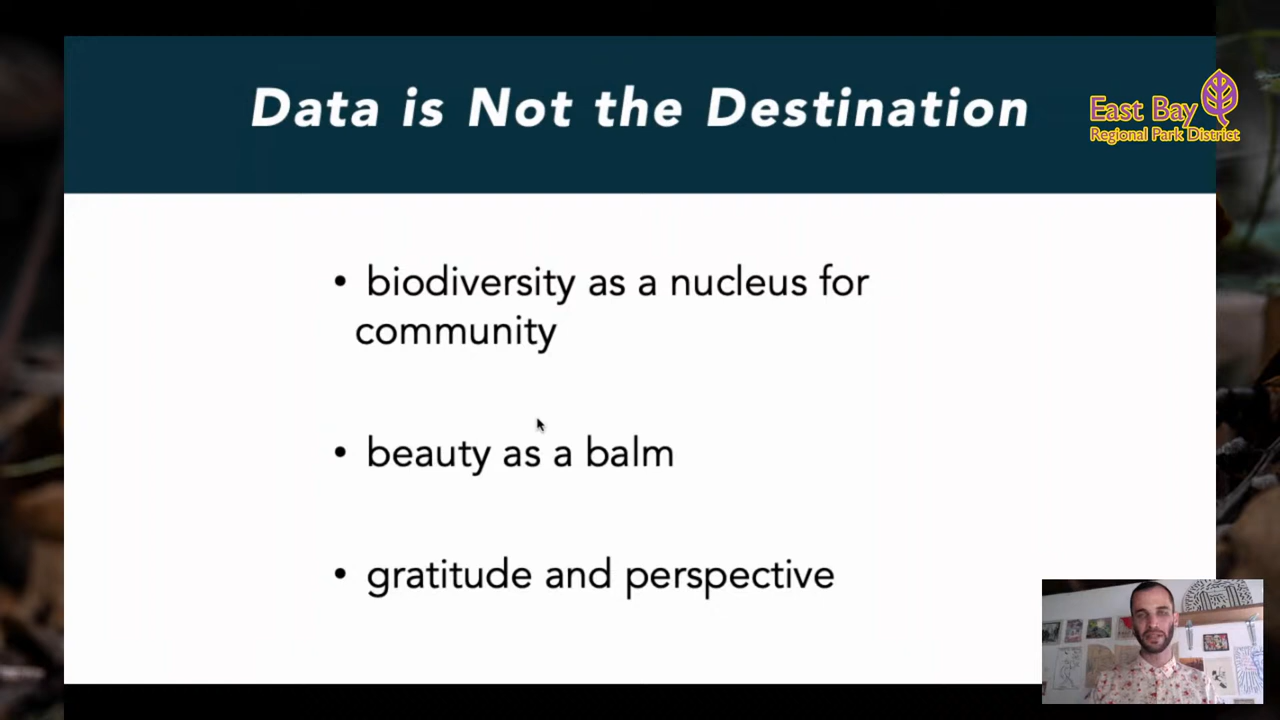 Data is Not the Destination
East Bay
Regional Park District
• biodiversity as a nucleus for
community
• beauty as a balm
• gratitude and perspective